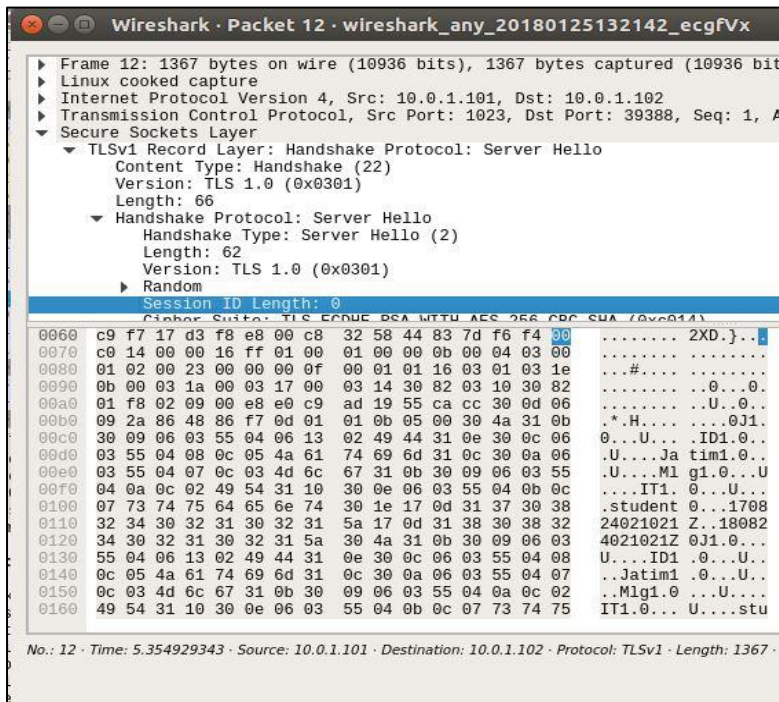 Wireshark · Packet 12 · wireshark_any_20180125132142_ecgfVx
Frame 12: 1367 bytes on wire (10936 bits), 1367 bytes captured (10936 bit
Linux cooked capture
Internet Protocol Version 4, Src: 10.0.1.101, Dst: 10.0.1.102
Transmission Control Protocol, Src Port: 1023, Dst Port: 39388, Seq: 1, A
Secure Sockets Layer
TLSv1 Record Layer: Handshake Protocol: Server Hello
Content Type: Handshake (22)
Version: TLS 1.0 (0x0301)
Length: 66
Handshake Protocol: Server Hello
Handshake Type: Server Hello (2)
Length: 62
Version: TLS 1.0 (0x0301)
Random
Session ID Length: 0
Cipher Suite: TLS_ECDHE_RSA_WITH_AES_256_CBC_SHA (0xc014)
0060 c9 f7 17 d3 f8 e8 00 c8 32 58 44 83 7d f6 f4 00 ........ 2XD.}...
0070 c0 14 00 00 16 ff 01 00 01 00 00 0b 00 04 03 00 ........ ........
0080 01 02 00 23 00 00 00 0f 00 01 01 16 03 01 03 1e ...#.... ........
0090 0b 00 03 1a 00 03 17 00 03 14 30 82 03 10 30 82 ........ ..0...0.
00a0 01 f8 02 09 00 e8 e0 c9 ad 19 55 ca cc 30 0d 06 ........ ..U..0..
00b0 09 2a 86 48 86 f7 0d 01 01 0b 05 00 30 4a 31 0b .*.H.... ....0J1.
00c0 30 09 06 03 55 04 06 13 02 49 44 31 0e 30 0c 06 0...U... .ID1.0..
00d0 03 55 04 08 0c 05 4a 61 74 69 6d 31 0c 30 0a 06 .U....Ja tim1.0..
00e0 03 55 04 07 0c 03 4d 6c 67 31 0b 30 09 06 03 55 .U....Ml g1.0...U
00f0 04 0a 0c 02 49 54 31 10 30 0e 06 03 55 04 0b 0c ....IT1. 0...U...
0100 07 73 74 75 64 65 6e 74 30 1e 17 0d 31 37 30 38 .student 0...1708
0110 32 34 30 32 31 30 32 31 5a 17 0d 31 38 30 38 32 24021021 Z..18082
0120 34 30 32 31 30 32 31 5a 30 4a 31 0b 30 09 06 03 4021021Z 0J1.0...
0130 55 04 06 13 02 49 44 31 0e 30 0c 06 03 55 04 08 U....ID1 .0...U..
0140 0c 05 4a 61 74 69 6d 31 0c 30 0a 06 03 55 04 07 ..Jatim1 .0...U..
0150 0c 03 4d 6c 67 31 0b 30 09 06 03 55 04 0a 0c 02 ..Mlg1.0 ...U....
0160 49 54 31 10 30 0e 06 03 55 04 0b 0c 07 73 74 75 IT1.0... U....stu
No.: 12 · Time: 5.354929343 · Source: 10.0.1.101 · Destination: 10.0.1.102 · Protocol: TLSv1 · Length: 1367 ·